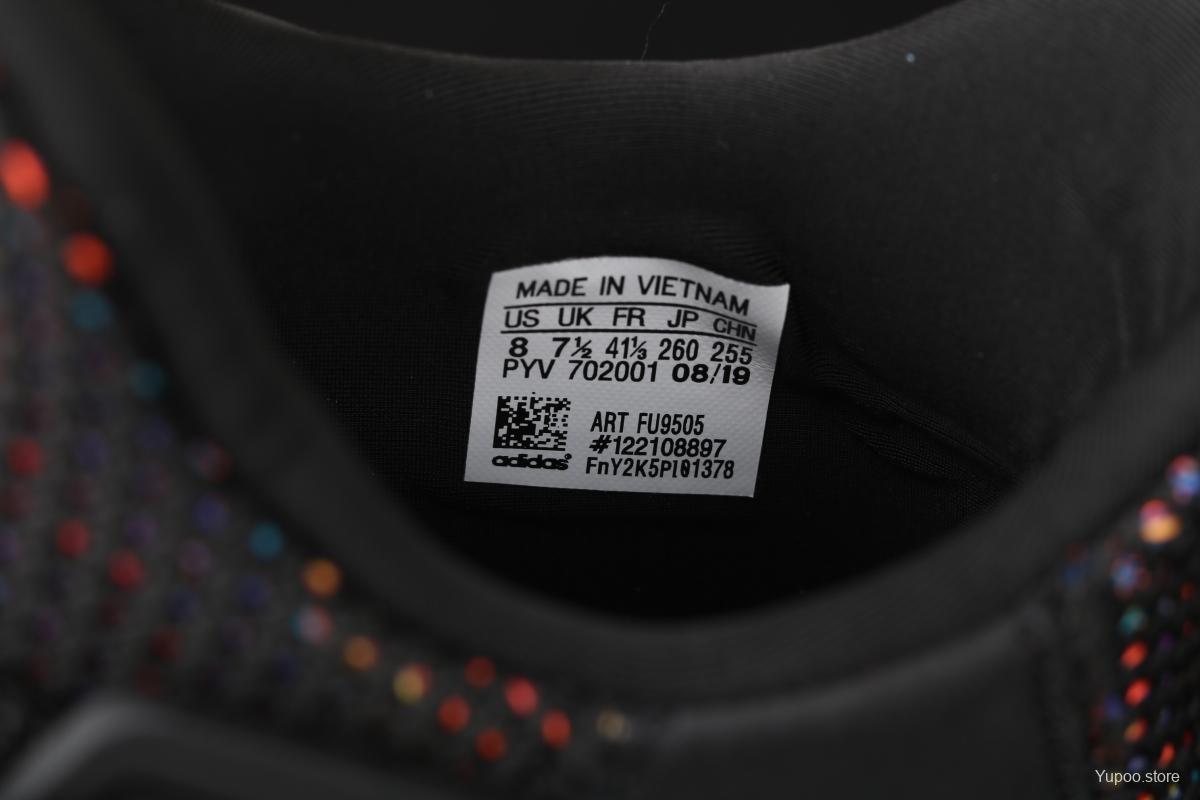 MADE IN VIETNAM
US UK FR JP CHN
8 7½ 41⅓ 260 255
PYV 702001 08/19
ART FU9505
#122108897
adidas® FnY2K5PI01378
Yupoo.store